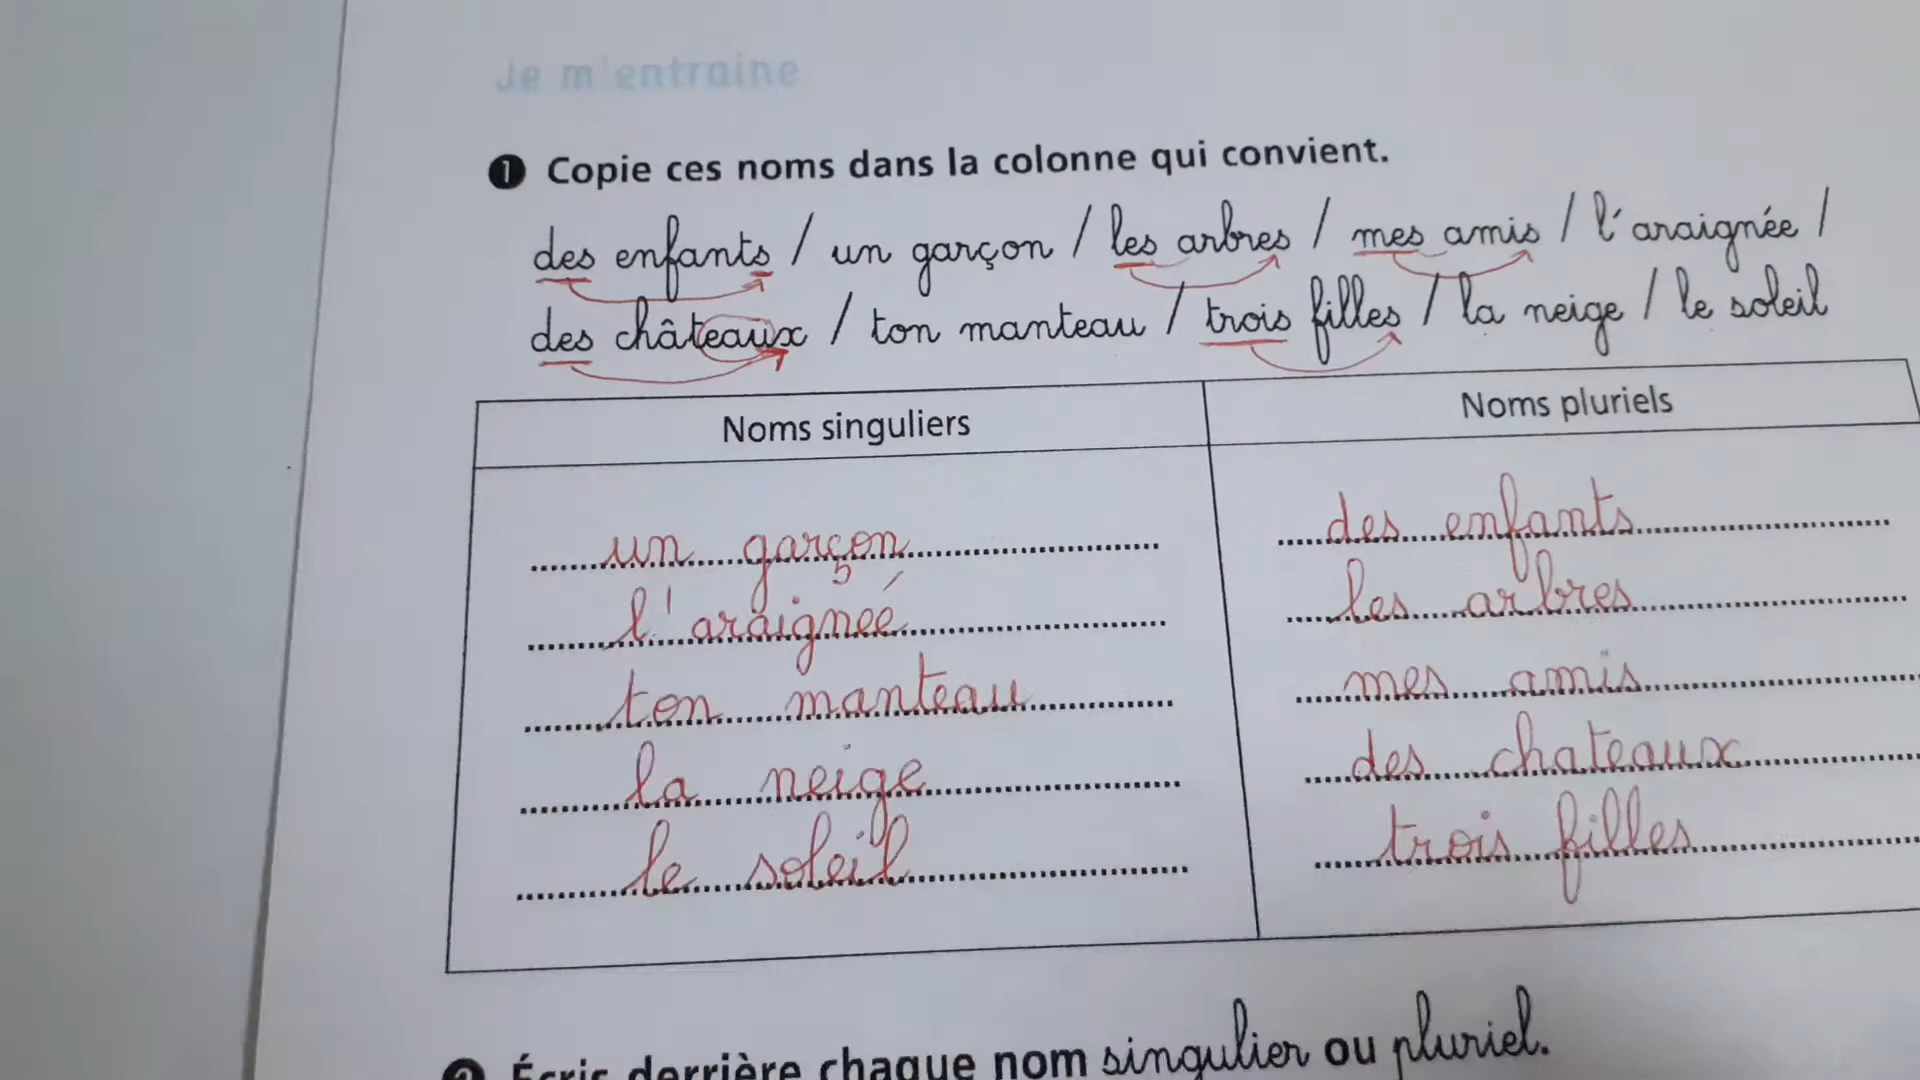 Je m'entraine
1 Copie ces noms dans la colonne qui convient.
des enfants / un garçon / les arbres / mes amis / l'araignée /
des châteaux / ton manteau / trois filles / la neige / le soleil
Noms singuliers
Noms pluriels
un garçon
l'araigneé
ton manteau
la neige
le soleil
des enfants
les arbres
mes amis
des chateaux
trois filles
2 Écris derrière chaque nom singulier ou pluriel.